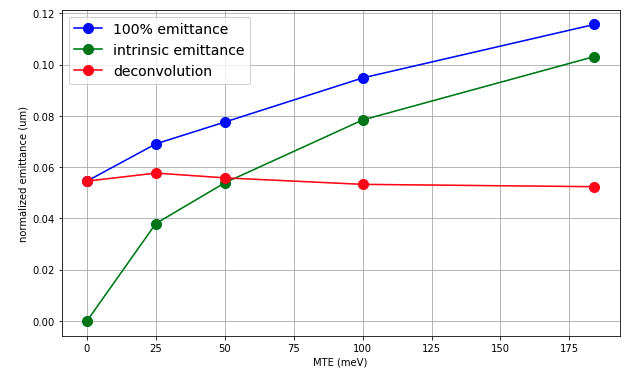 0.12
0.10
0.08
0.06
0.04
0.02
0.00
normalized emittance (um)
100% emittance
intrinsic emittance
deconvolution
0 25 50 75 100 125 150 175
MTE (meV)